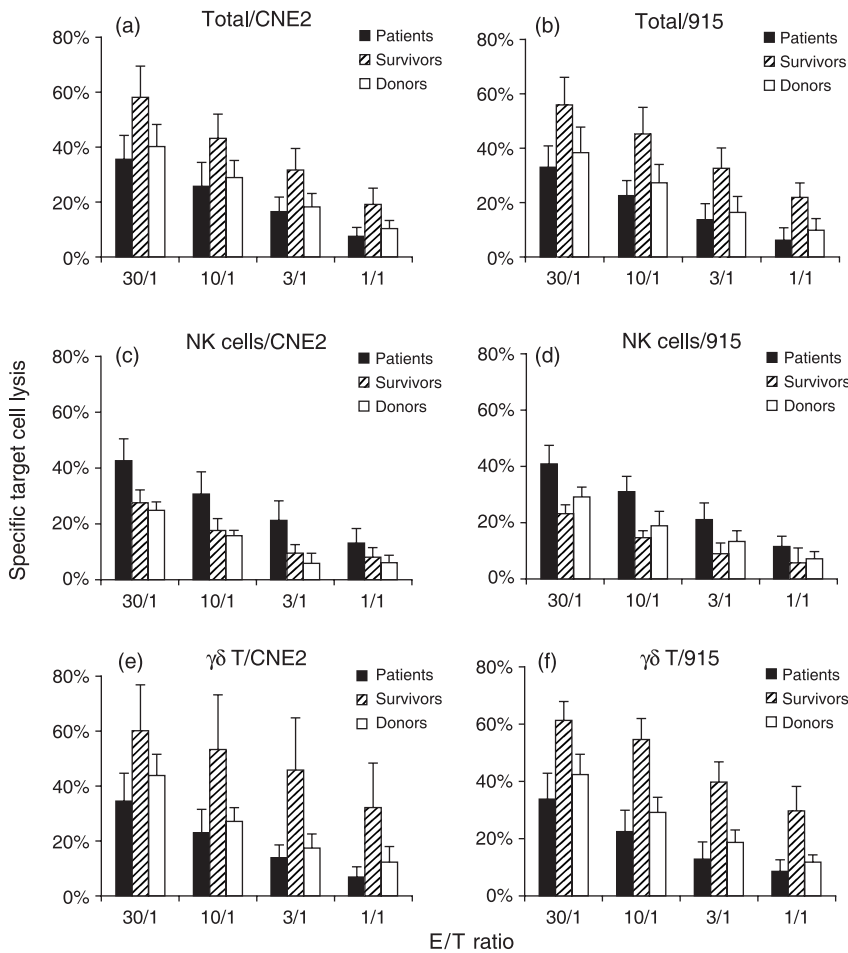 (a) Total/CNE2
80%
60%
40%
20%
0%
Patients
Survivors
Donors
30/1 10/1 3/1 1/1
(b) Total/915
80%
60%
40%
20%
0%
Patients
Survivors
Donors
30/1 10/1 3/1 1/1
Specific target cell lysis
(c) NK cells/CNE2
80%
60%
40%
20%
0%
Patients
Survivors
Donors
30/1 10/1 3/1 1/1
(d) NK cells/915
80%
60%
40%
20%
0%
Patients
Survivors
Donors
30/1 10/1 3/1 1/1
(e) γδ T/CNE2
80%
60%
40%
20%
0%
Patients
Survivors
Donors
30/1 10/1 3/1 1/1
(f) γδ T/915
80%
60%
40%
20%
0%
Patients
Survivors
Donors
30/1 10/1 3/1 1/1
E/T ratio